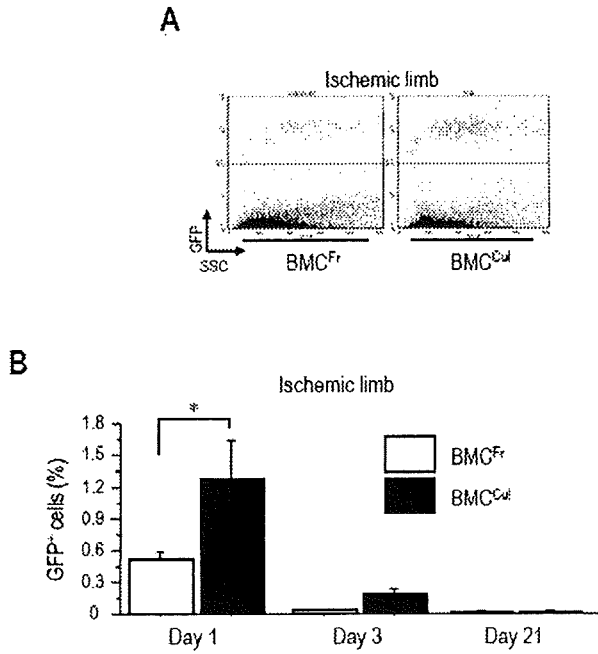 A
Ischemic limb
GFP
SSC
BMC^Fr
BMC^Cul
B
Ischemic limb
GFP⁺ cells (%)
1.8
1.5
1.2
0.9
0.6
0.3
0
*
BMC^Fr
BMC^Cul
Day 1
Day 3
Day 21